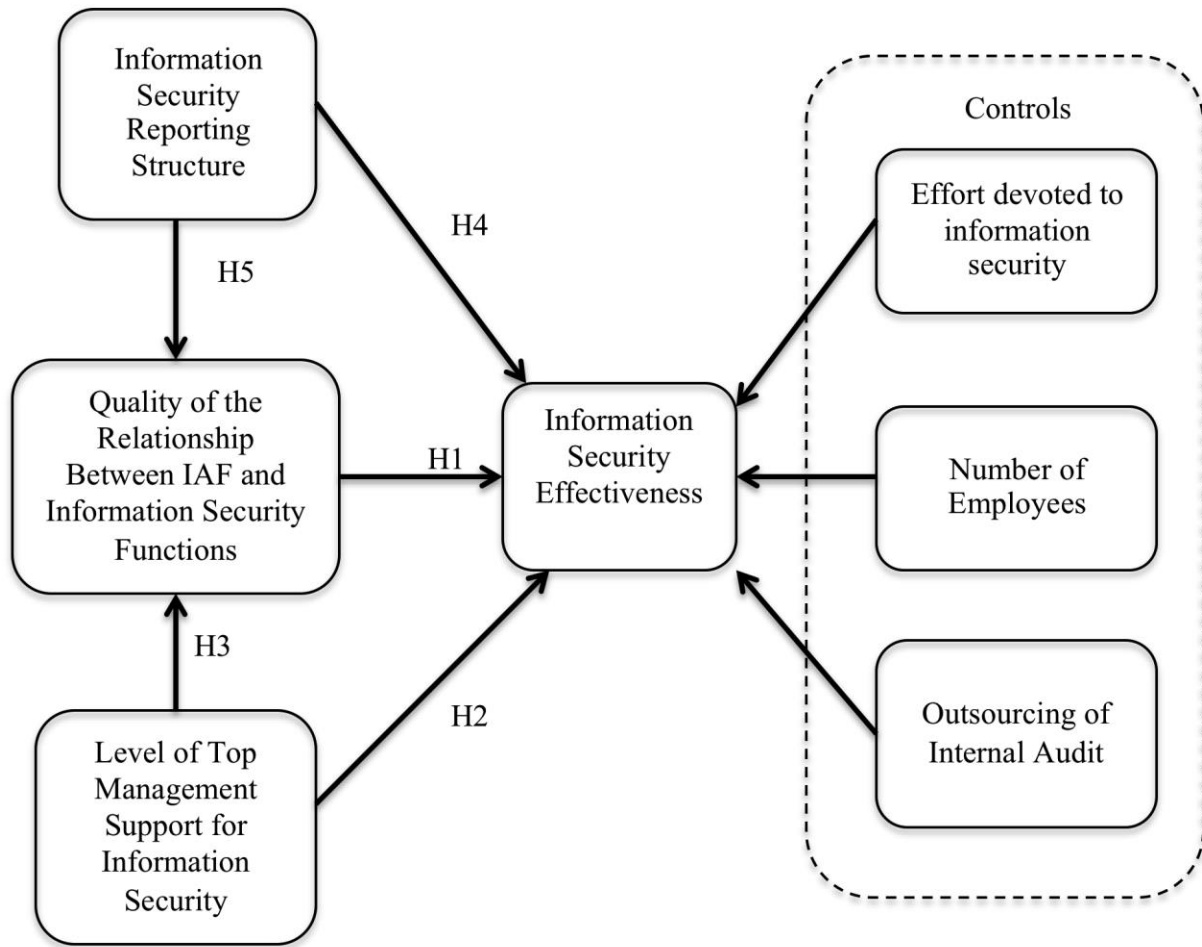 Information
Security
Reporting
Structure
H5
H4
Quality of the
Relationship
Between IAF and
Information Security
Functions
H1
H3
Level of Top
Management
Support for
Information
Security
H2
Information
Security
Effectiveness
Controls
Effort devoted to
information
security
Number of
Employees
Outsourcing of
Internal Audit